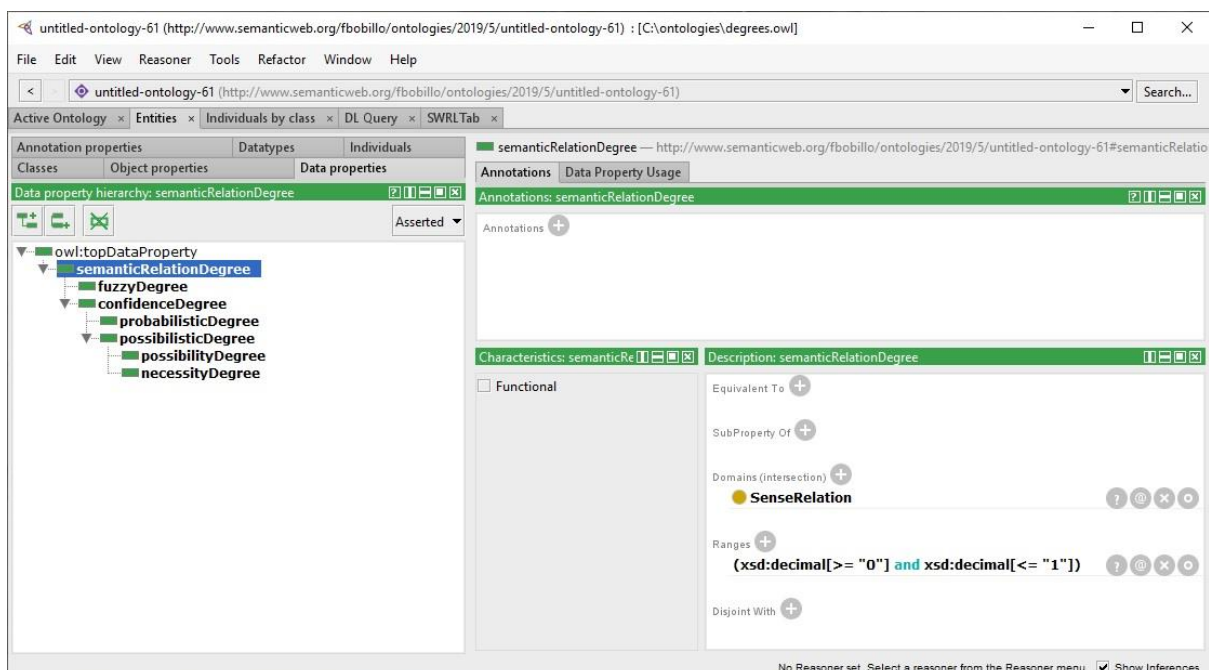 untitled-ontology-61 (http://www.semanticweb.org/fbobillo/ontologies/2019/5/untitled-ontology-61) : [C:\ontologies\degrees.owl]
File Edit View Reasoner Tools Refactor Window Help
< untitled-ontology-61 (http://www.semanticweb.org/fbobillo/ontologies/2019/5/untitled-ontology-61) Search...
Active Ontology × Entities × Individuals by class × DL Query × SWRLTab ×
Annotation properties Datatypes Individuals
Classes Object properties Data properties
Data property hierarchy: semanticRelationDegree
Asserted
owl:topDataProperty
semanticRelationDegree
fuzzyDegree
confidenceDegree
probabilisticDegree
possibilisticDegree
possibilityDegree
necessityDegree
semanticRelationDegree — http://www.semanticweb.org/fbobillo/ontologies/2019/5/untitled-ontology-61#semanticRelatio
Annotations Data Property Usage
Annotations: semanticRelationDegree
Annotations
Characteristics: semanticRe
Functional
Description: semanticRelationDegree
Equivalent To
SubProperty Of
Domains (intersection)
SenseRelation
Ranges
(xsd:decimal[>= "0"] and xsd:decimal[<= "1"])
Disjoint With
No Reasoner set. Select a reasoner from the Reasoner menu Show Inferences